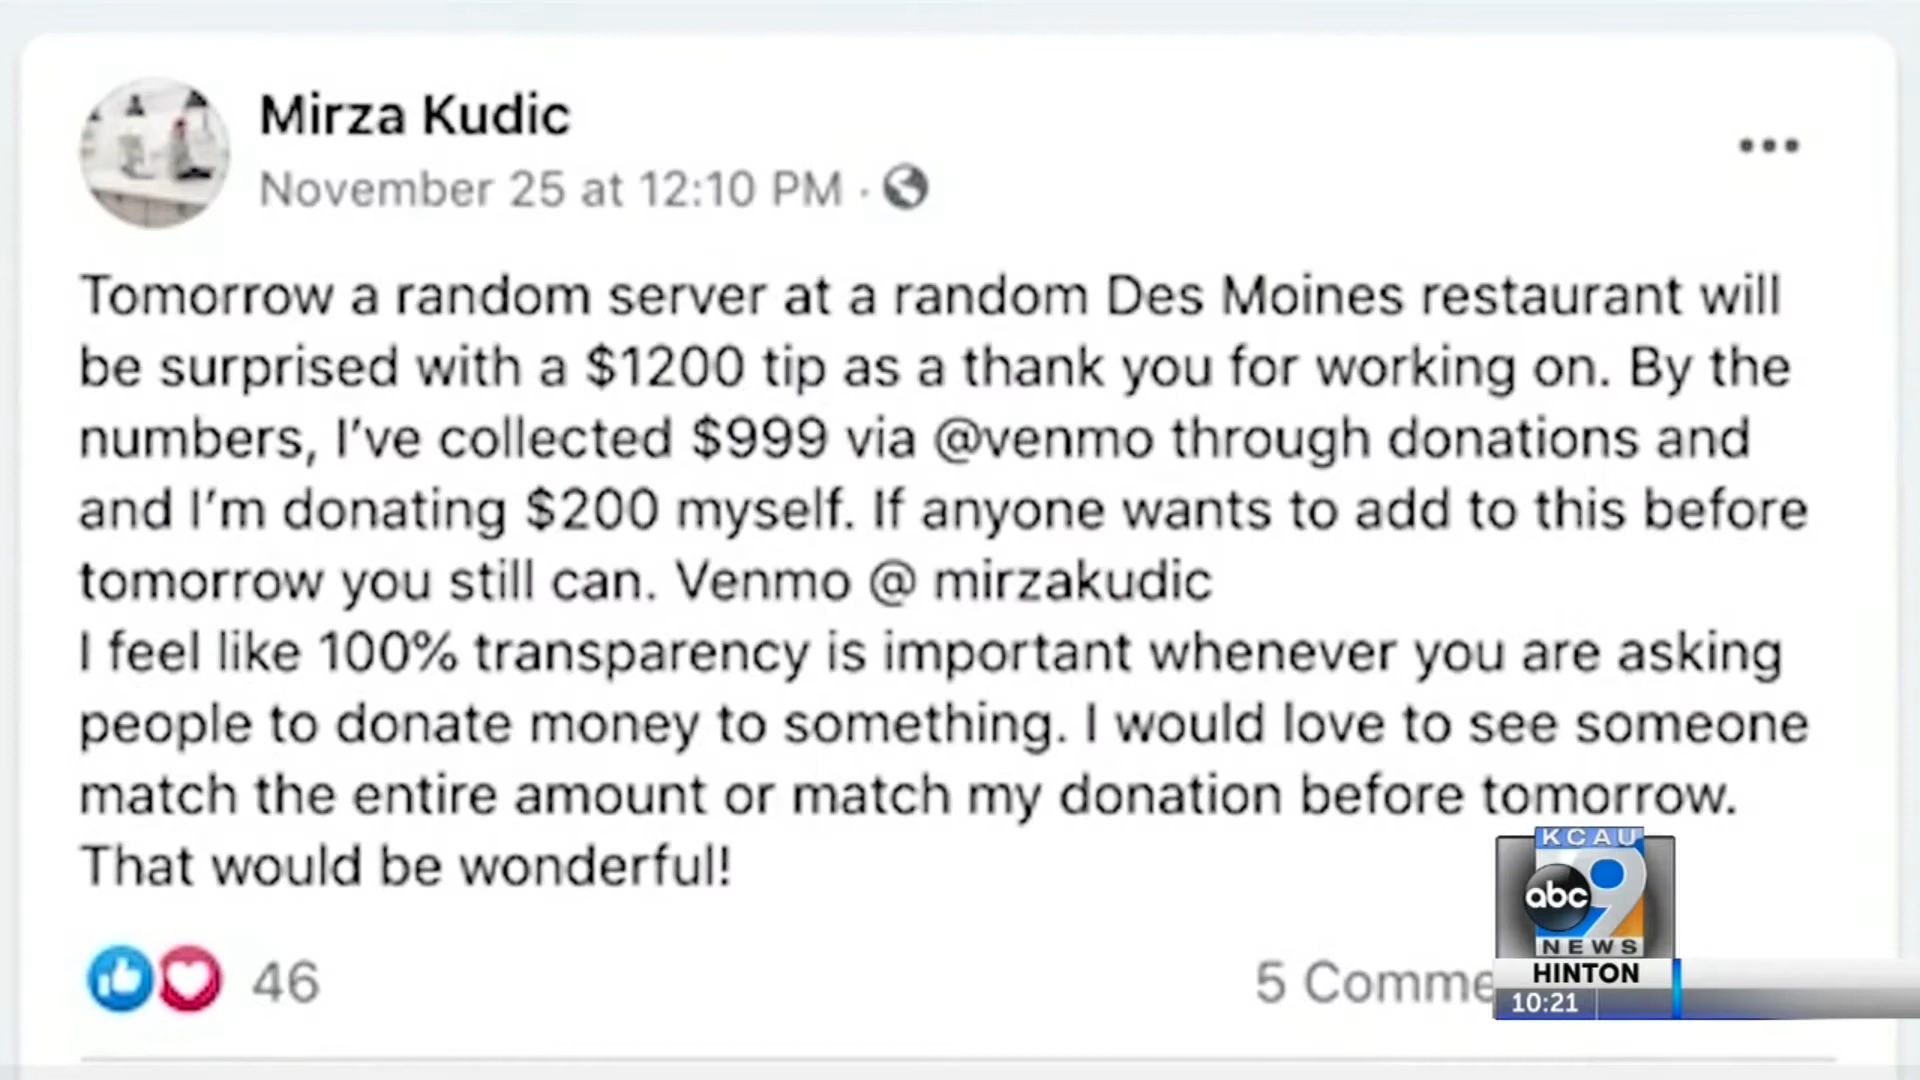 Mirza Kudic
November 25 at 12:10 PM ·
Tomorrow a random server at a random Des Moines restaurant will
be surprised with a $1200 tip as a thank you for working on. By the
numbers, I've collected $999 via @venmo through donations and
and I'm donating $200 myself. If anyone wants to add to this before
tomorrow you still can. Venmo @ mirzakudic
I feel like 100% transparency is important whenever you are asking
people to donate money to something. I would love to see someone
match the entire amount or match my donation before tomorrow.
That would be wonderful!
46
5 Comme
KCAU
abc 9
NEWS
HINTON
10:21